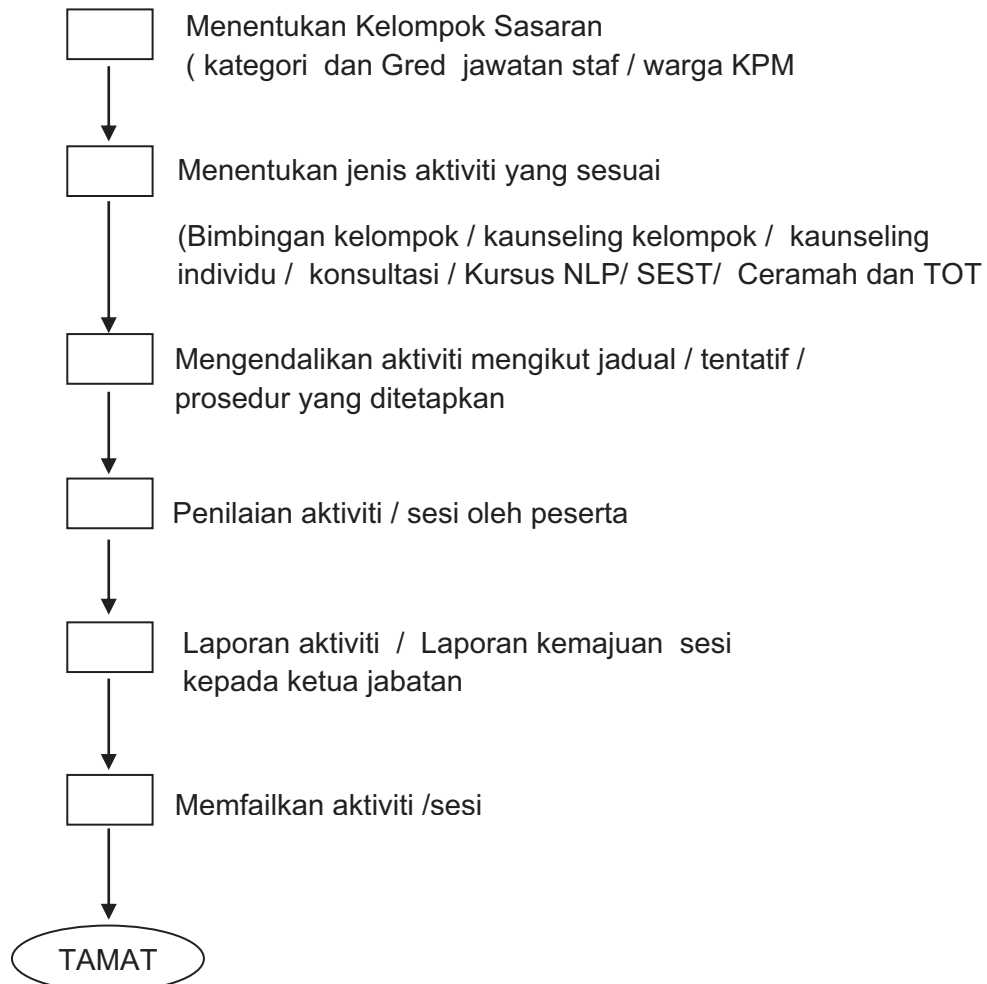 Menentukan Kelompok Sasaran
( kategori dan Gred jawatan staf / warga KPM
Menentukan jenis aktiviti yang sesuai
(Bimbingan kelompok / kaunseling kelompok / kaunseling
individu / konsultasi / Kursus NLP/ SEST/ Ceramah dan TOT
Mengendalikan aktiviti mengikut jadual / tentatif /
prosedur yang ditetapkan
Penilaian aktiviti / sesi oleh peserta
Laporan aktiviti / Laporan kemajuan sesi
kepada ketua jabatan
Memfailkan aktiviti /sesi
TAMAT